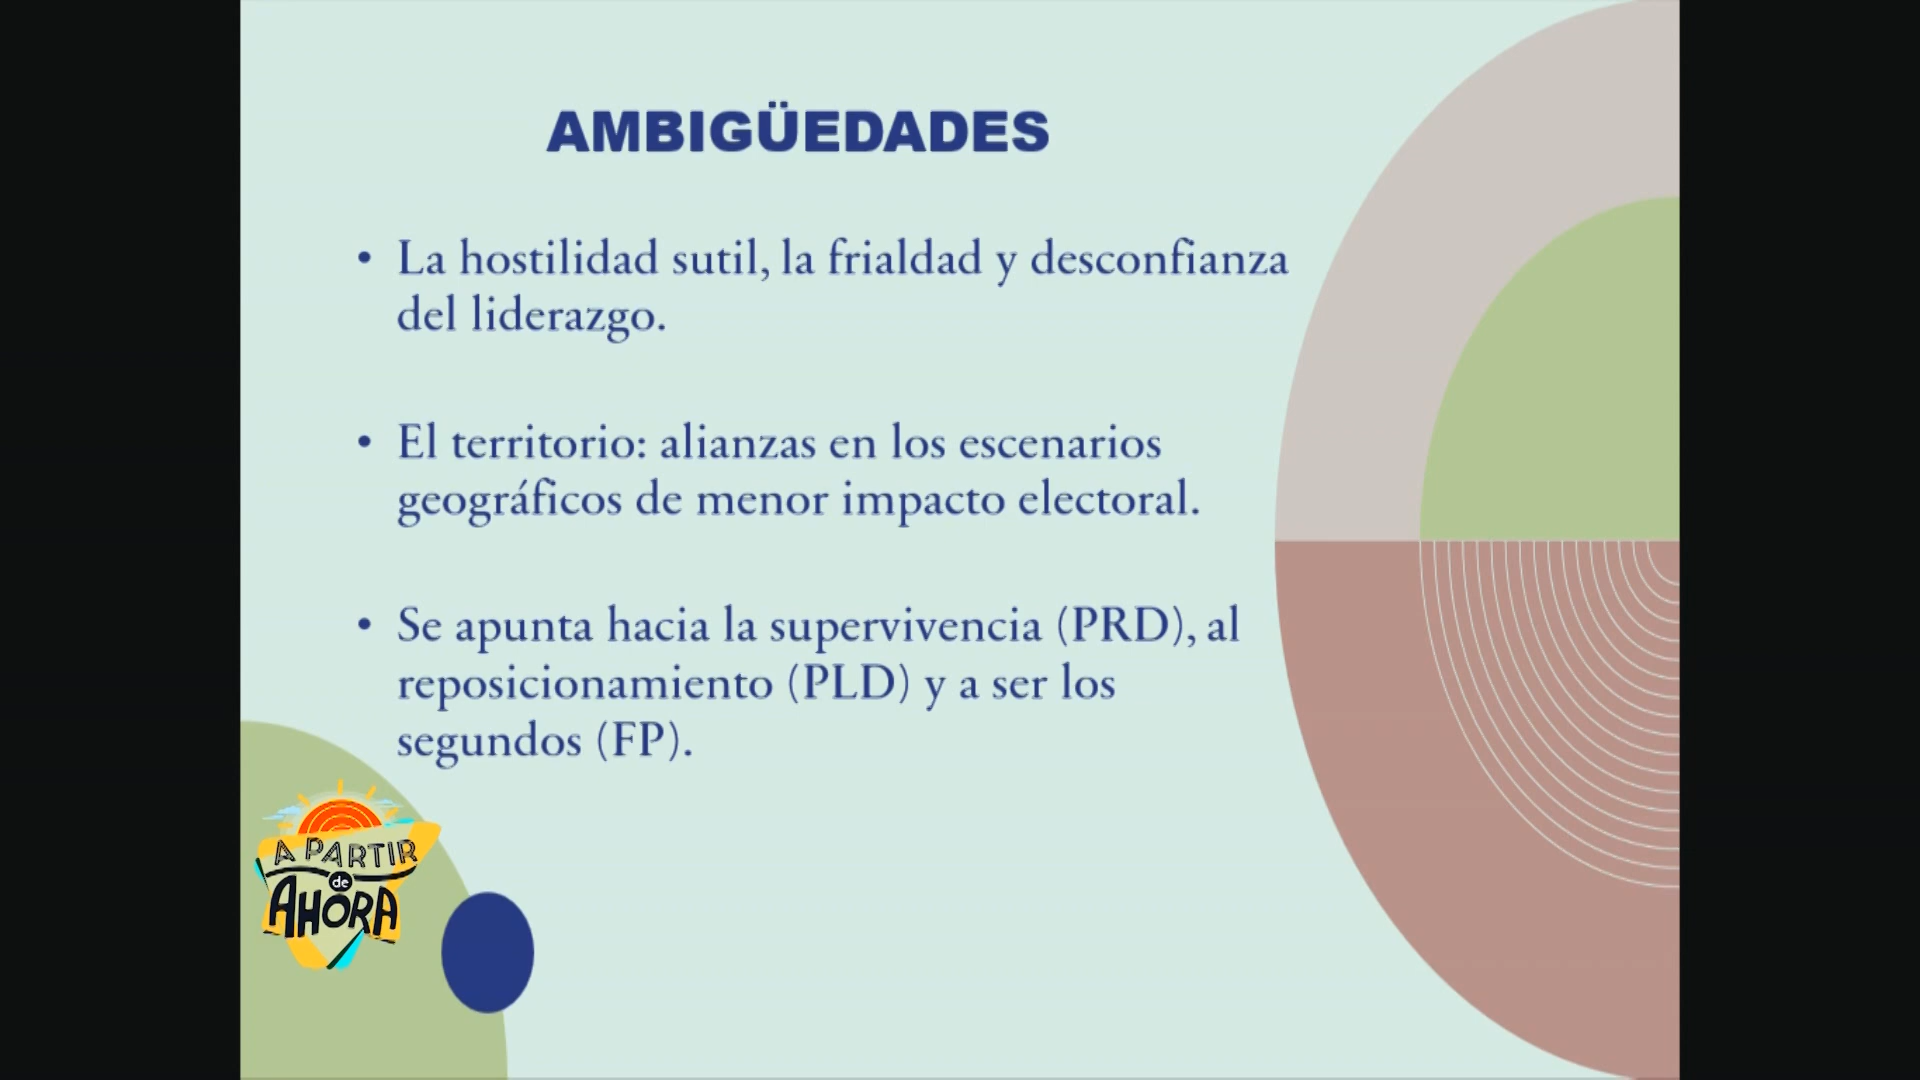 AMBIGÜEDADES
• La hostilidad sutil, la frialdad y desconfianza
del liderazgo.
• El territorio: alianzas en los escenarios
geográficos de menor impacto electoral.
• Se apunta hacia la supervivencia (PRD), al
reposicionamiento (PLD) y a ser los
segundos (FP).
A PARTIR
de
AHORA